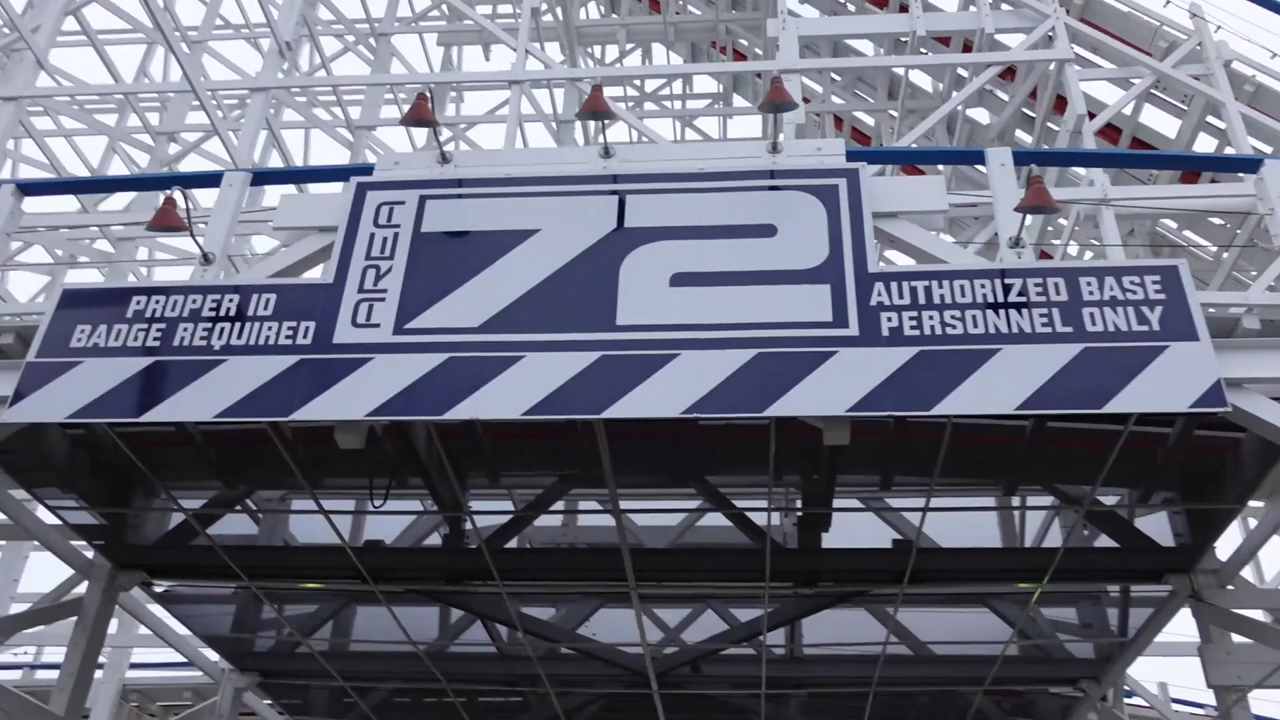 AREA
72
PROPER ID
BADGE REQUIRED
AUTHORIZED BASE
PERSONNEL ONLY